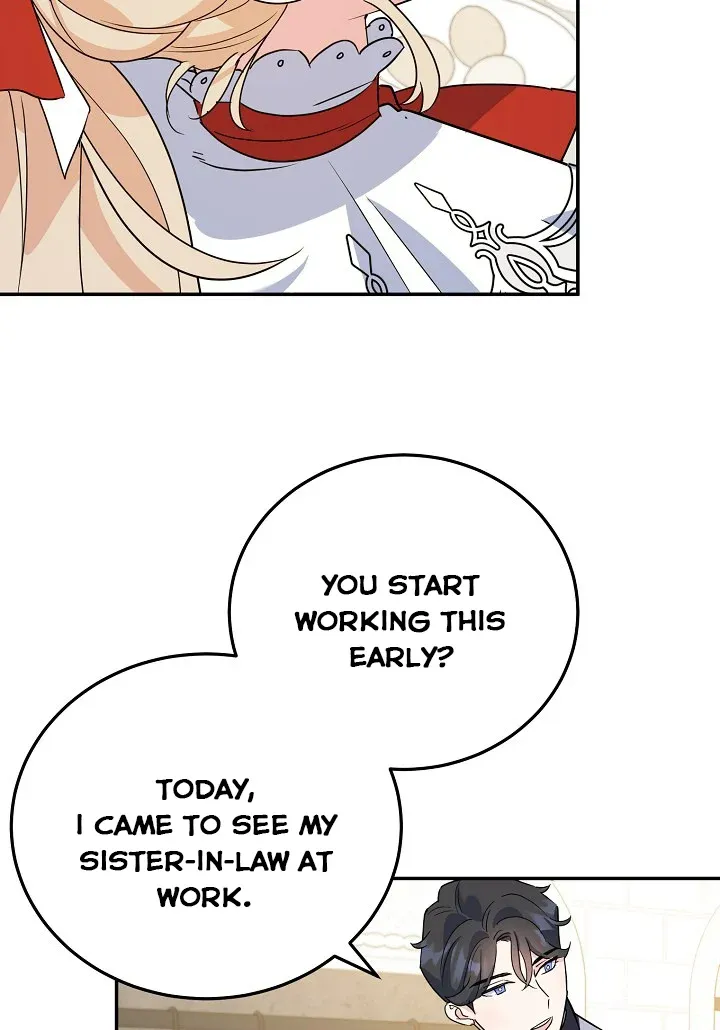 YOU START
WORKING THIS
EARLY?
TODAY,
I CAME TO SEE MY
SISTER-IN-LAW AT
WORK.